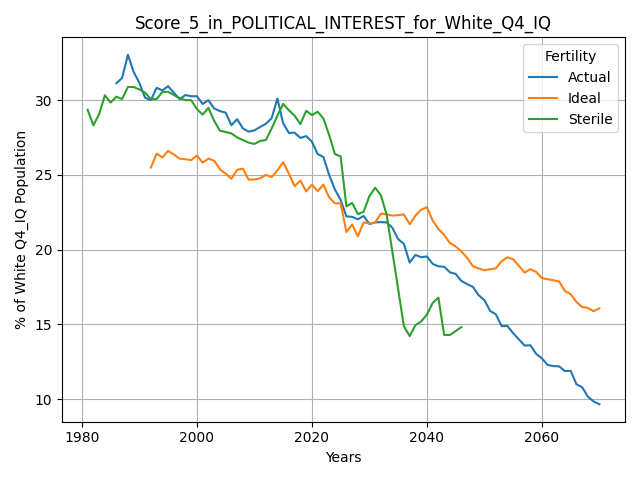 Score_5_in_POLITICAL_INTEREST_for_White_Q4_IQ
% of White Q4_IQ Population
30
25
20
15
10
Fertility
Actual
Ideal
Sterile
1980
2000
2020
2040
2060
Years